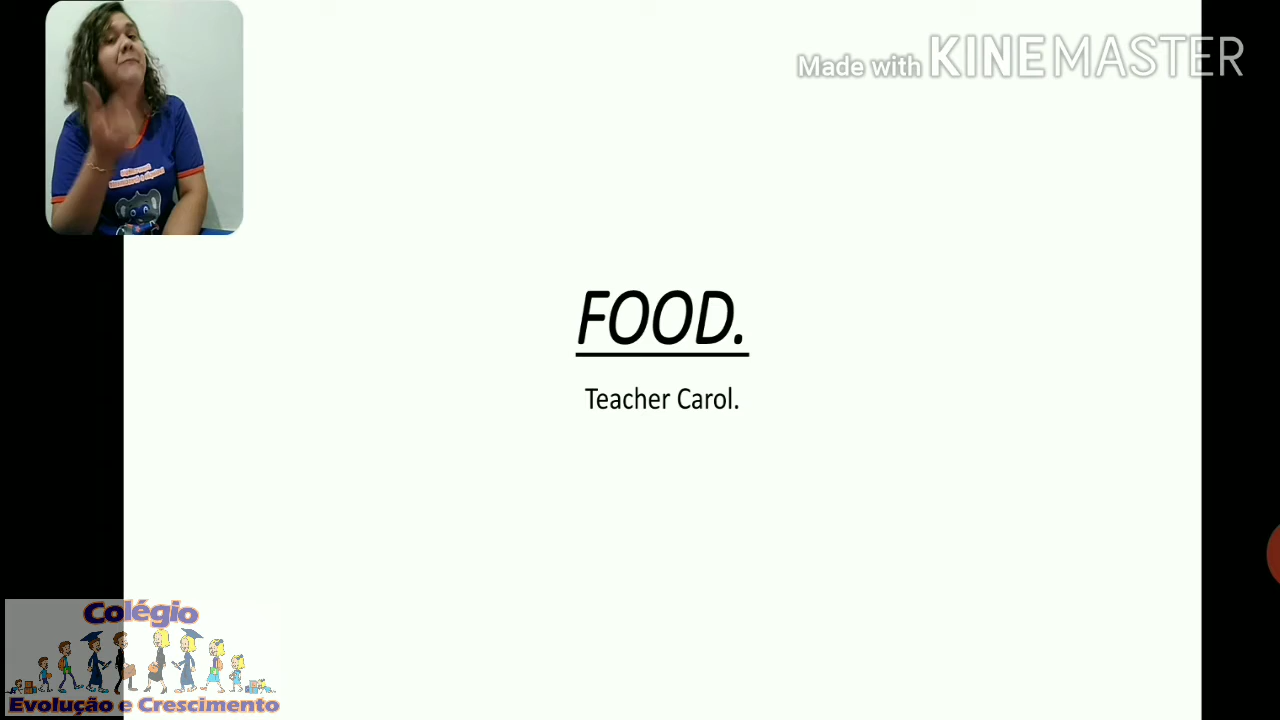 Made with KINEMASTER
FOOD.
Teacher Carol.
Colégio
Evolução e Crescimento